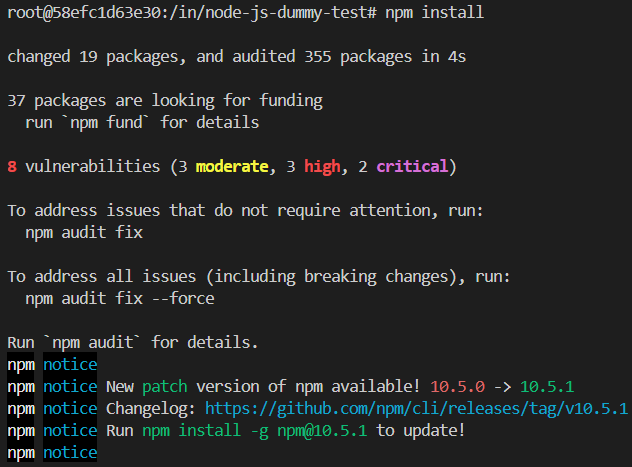 root@58efc1d63e30:/in/node-js-dummy-test# npm install
changed 19 packages, and audited 355 packages in 4s
37 packages are looking for funding
run `npm fund` for details
8 vulnerabilities (3 moderate, 3 high, 2 critical)
To address issues that do not require attention, run:
npm audit fix
To address all issues (including breaking changes), run:
npm audit fix --force
Run `npm audit` for details.
npm notice
npm notice New patch version of npm available! 10.5.0 -> 10.5.1
npm notice Changelog: https://github.com/npm/cli/releases/tag/v10.5.1
npm notice Run npm install -g npm@10.5.1 to update!
npm notice